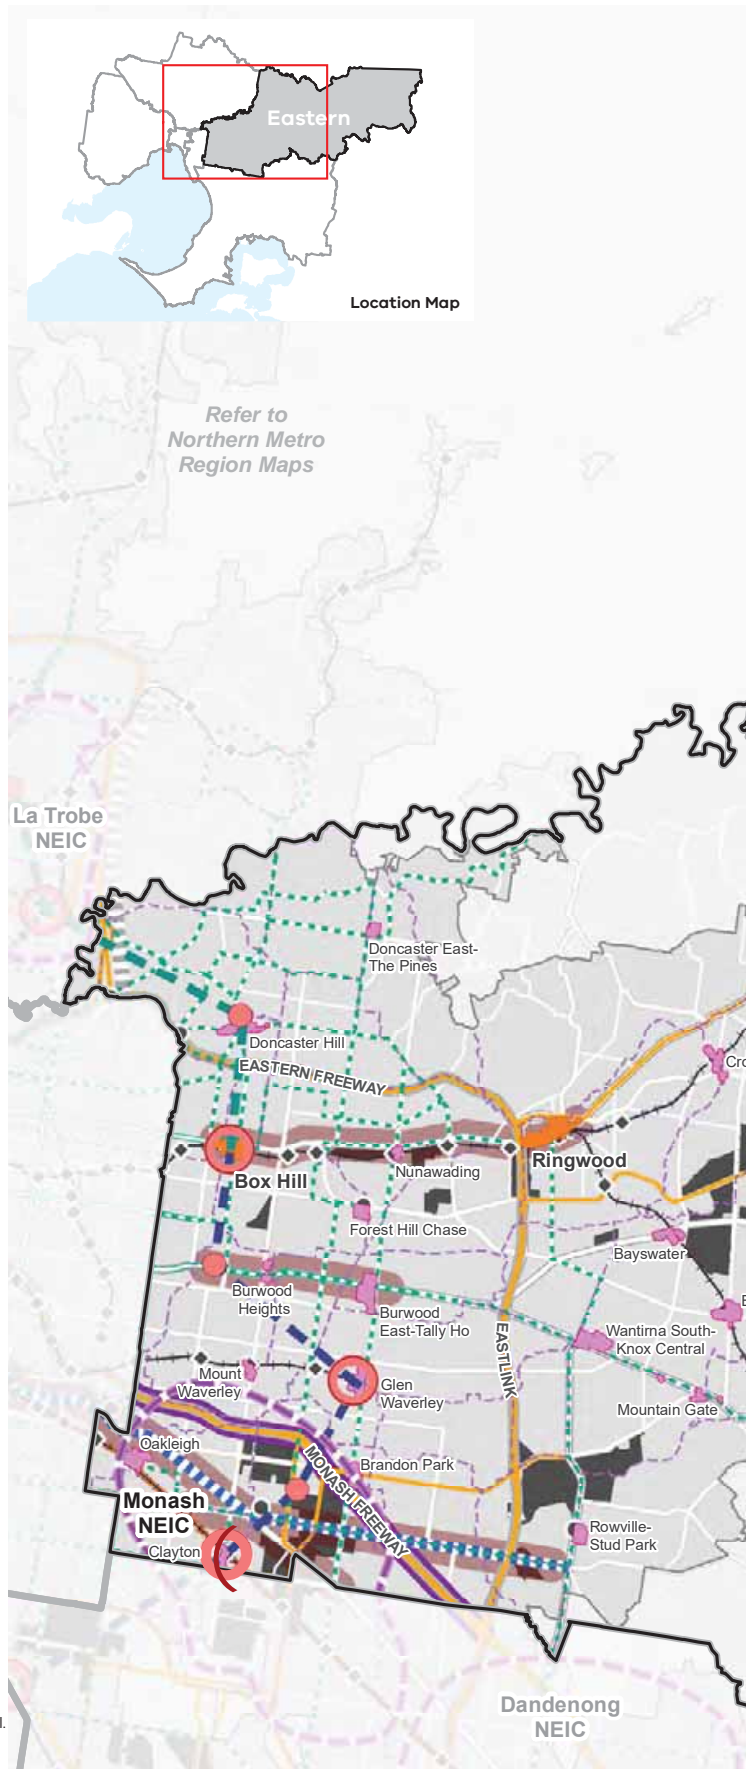 Eastern
Location Map
Refer to
Northern Metro
Region Maps
La Trobe
NEIC
Doncaster East-
The Pines
Doncaster Hill
EASTERN FREEWAY
Cro
Ringwood
Nunawading
Box Hill
Forest Hill Chase
Bayswater
Burwood
Heights
Burwood
East-Tally Ho
EASTLINK
Wantirna South-
Knox Central
Mount
Waverley
Glen
Waverley
Mountain Gate
Oakleigh
MONASH FREEWAY
Brandon Park
Monash
NEIC
Clayton
Rowville-
Stud Park
Dandenong
NEIC